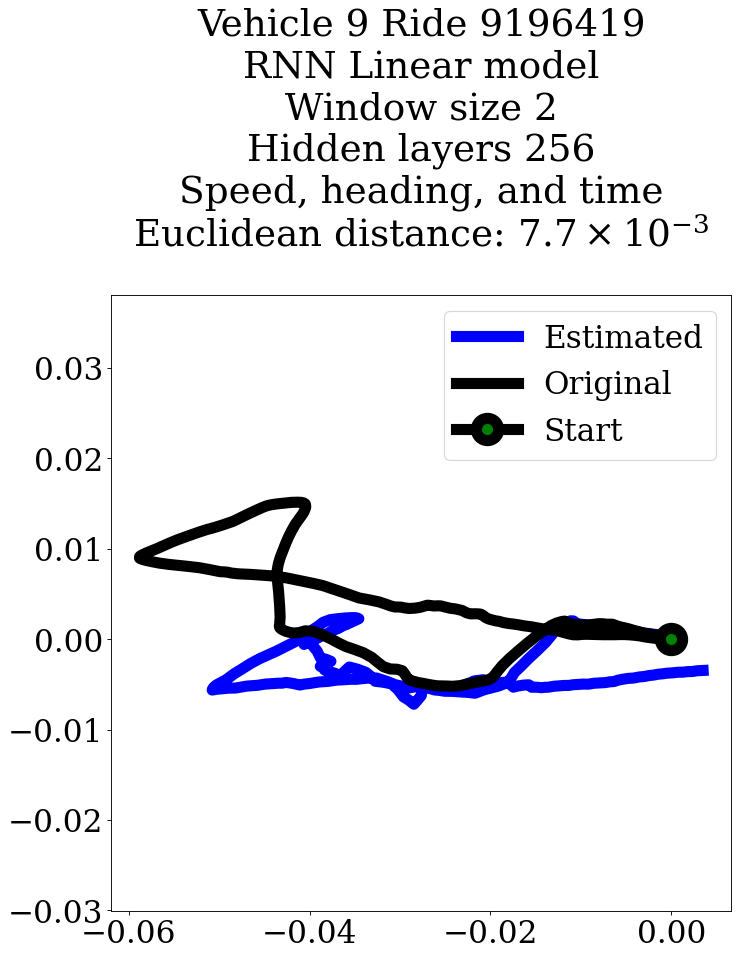 Vehicle 9 Ride 9196419
RNN Linear model
Window size 2
Hidden layers 256
Speed, heading, and time
Euclidean distance: 7.7 × 10⁻³
Estimated
Original
Start
0.03
0.02
0.01
0.00
−0.01
−0.02
−0.03
−0.06
−0.04
−0.02
0.00